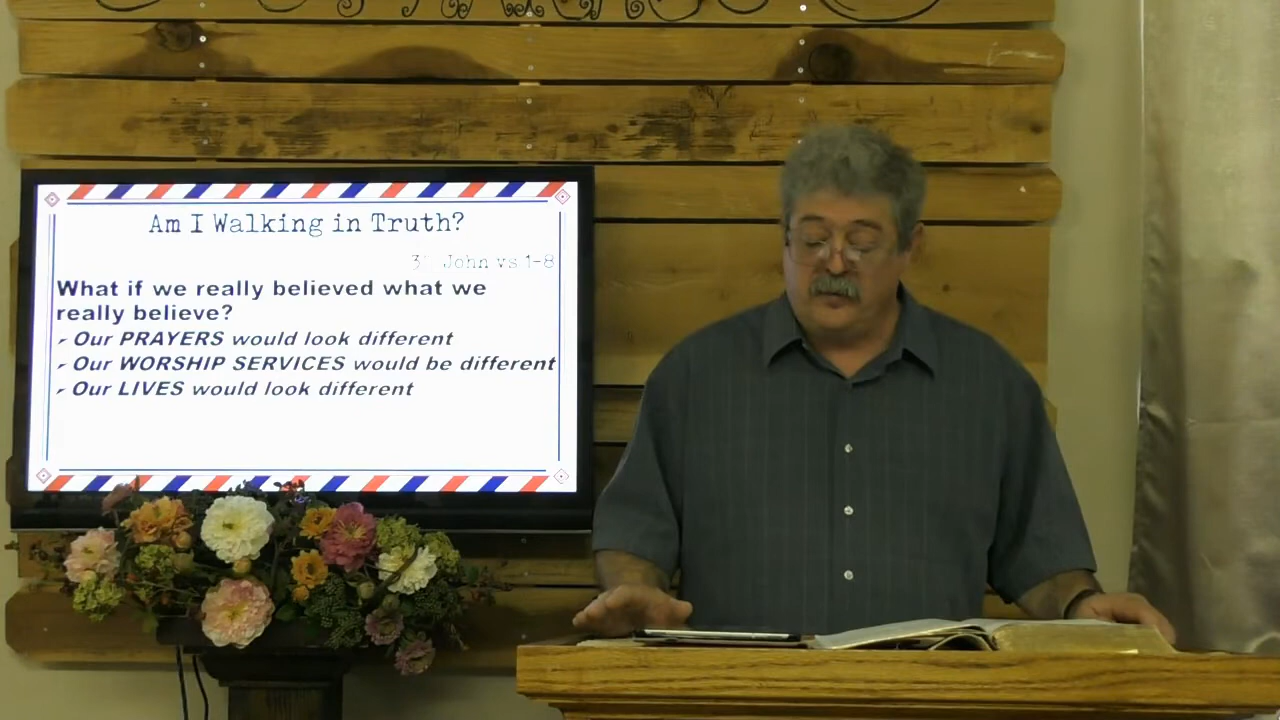 Am I Walking in Truth?
3 John vs 1-8
What if we really believed what we
really believe?
Our PRAYERS would look different
Our WORSHIP SERVICES would be different
Our LIVES would look different